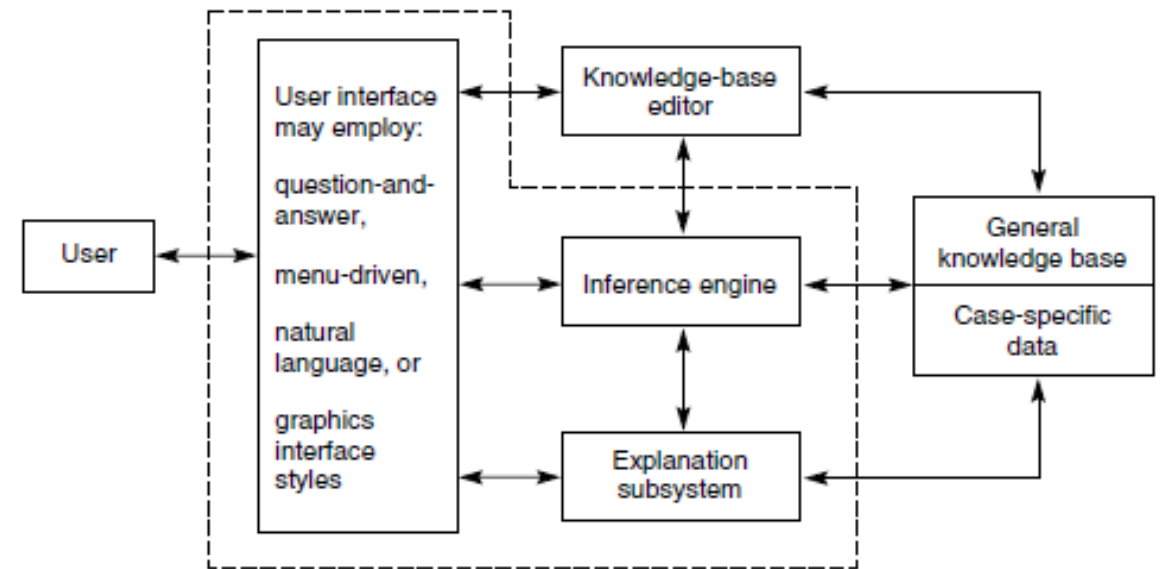 User
User interface
may employ:
question-and-
answer,
menu-driven,
natural
language, or
graphics
interface
styles
Knowledge-base
editor
Inference engine
Explanation
subsystem
General
knowledge base
Case-specific
data